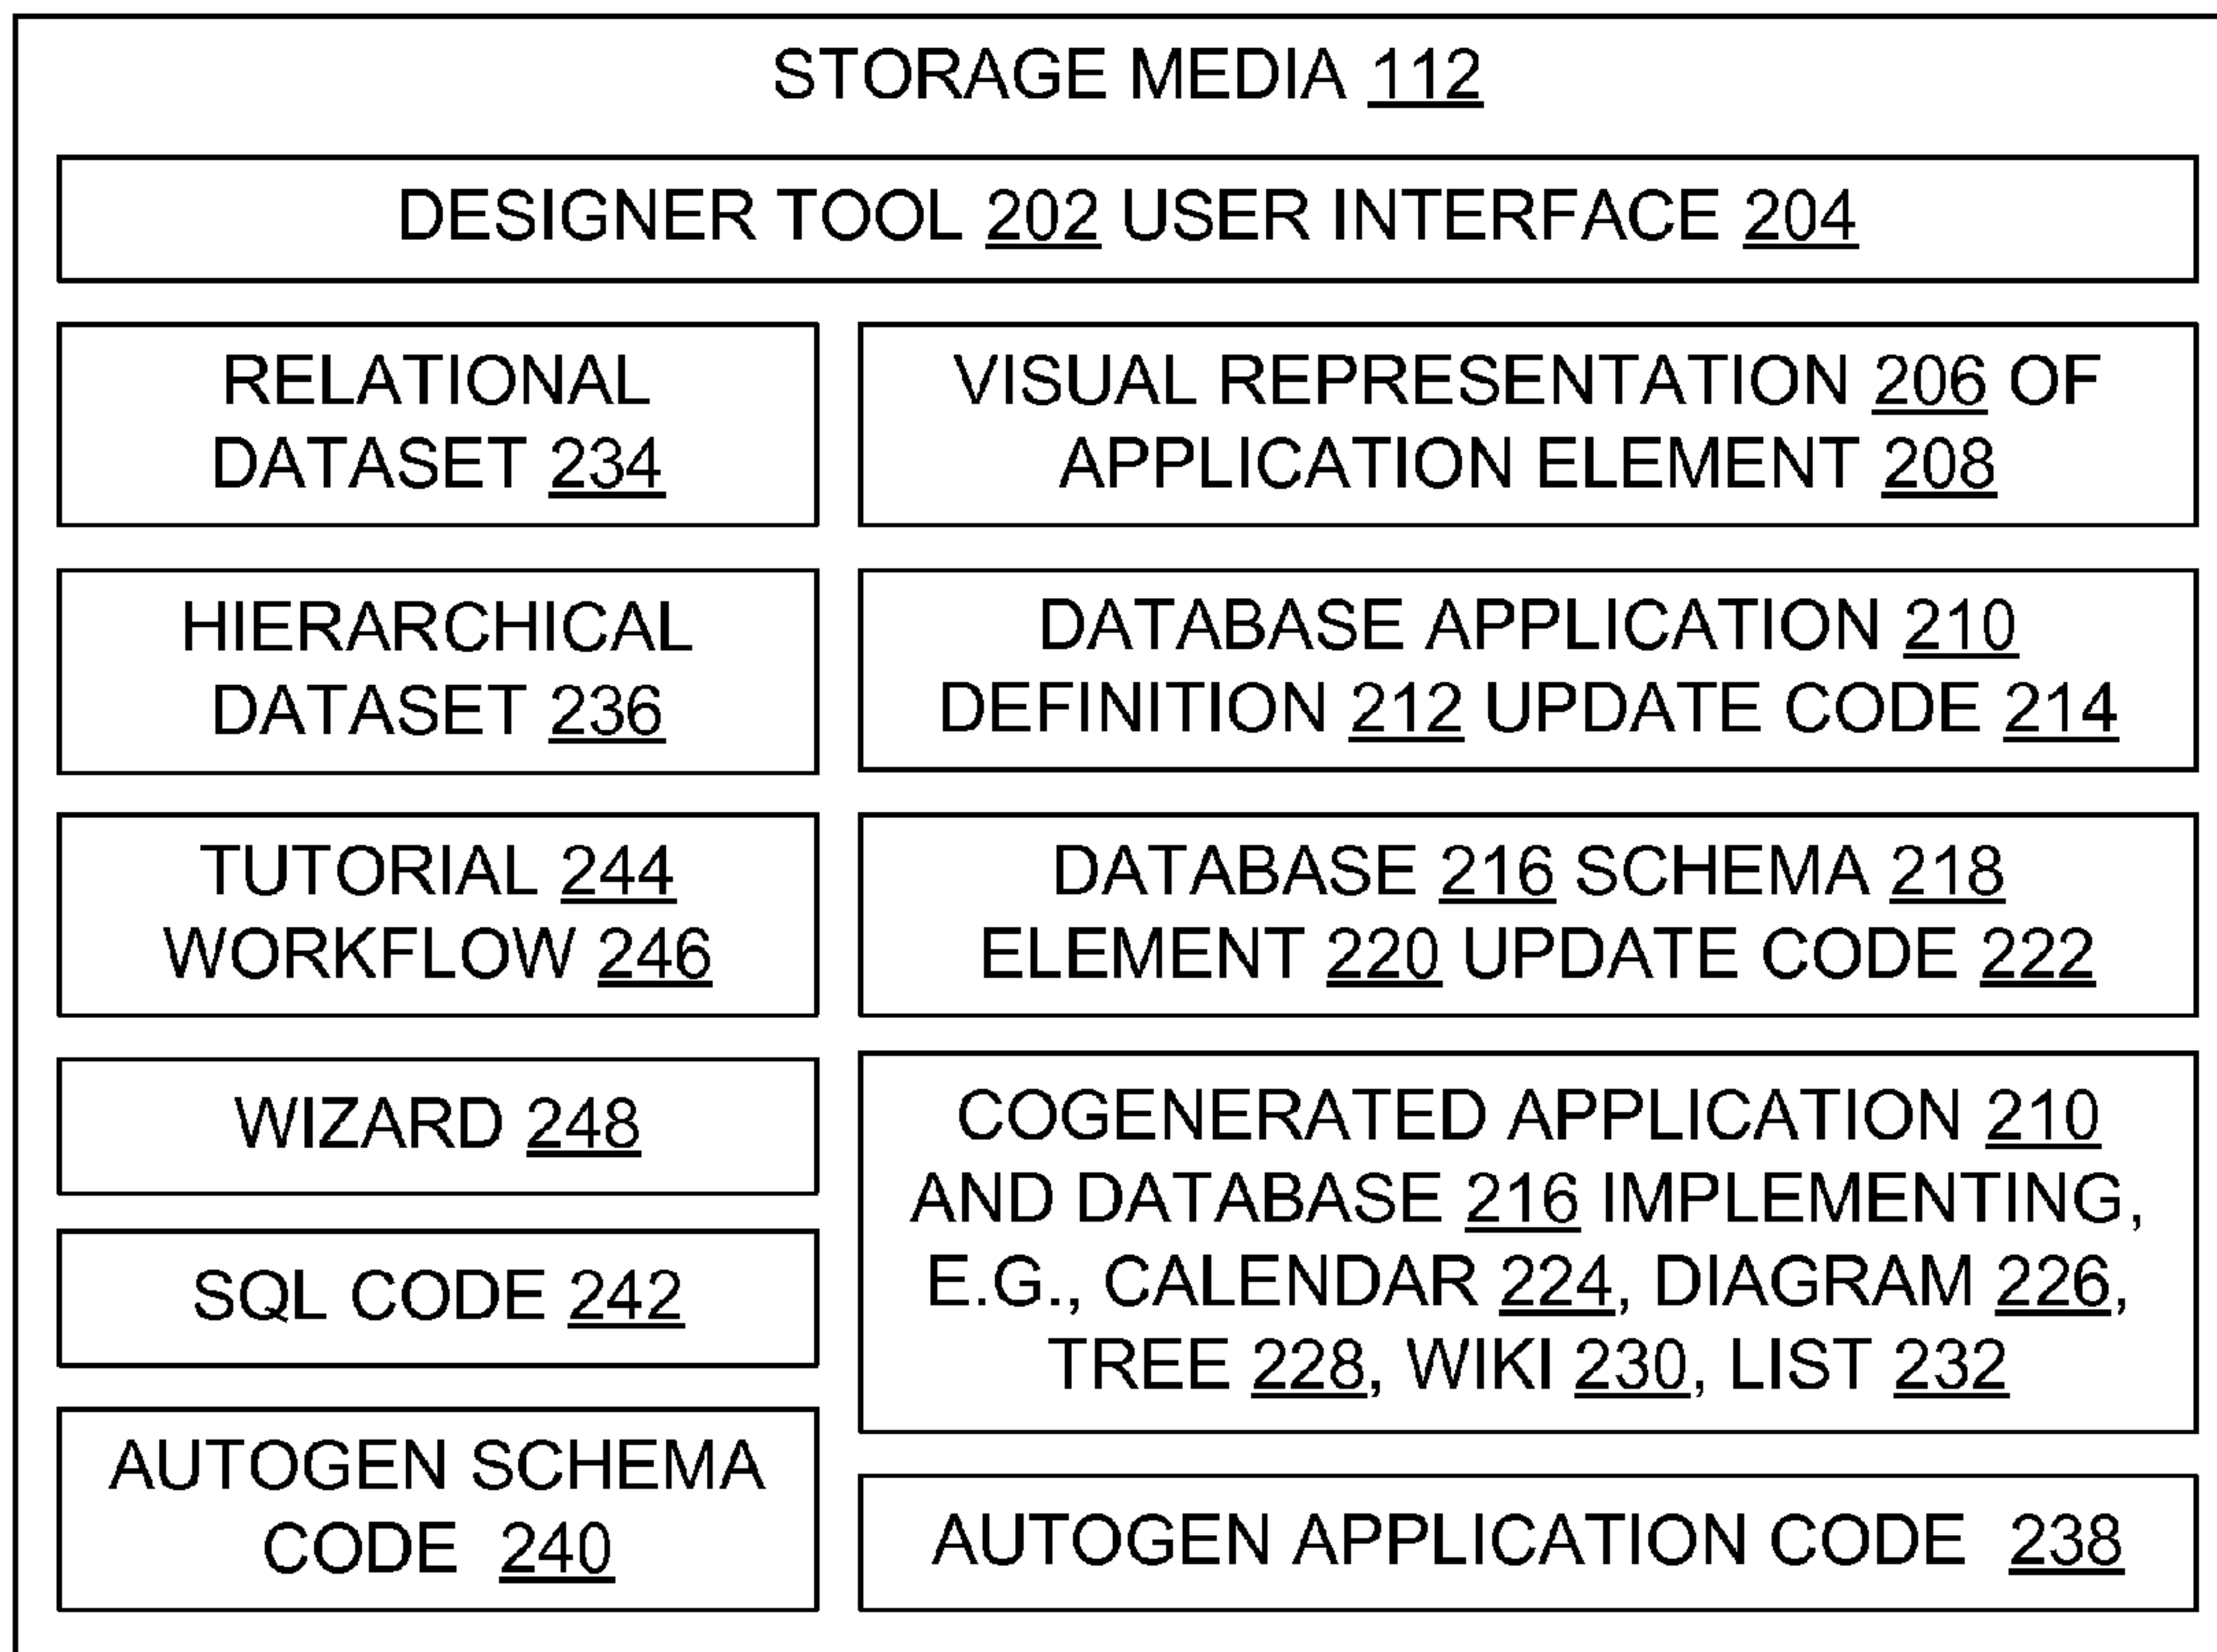 STORAGE MEDIA 112
DESIGNER TOOL 202 USER INTERFACE 204
RELATIONAL
DATASET 234
VISUAL REPRESENTATION 206 OF
APPLICATION ELEMENT 208
HIERARCHICAL
DATASET 236
DATABASE APPLICATION 210
DEFINITION 212 UPDATE CODE 214
TUTORIAL 244
WORKFLOW 246
DATABASE 216 SCHEMA 218
ELEMENT 220 UPDATE CODE 222
WIZARD 248
SQL CODE 242
AUTOGEN SCHEMA
CODE 240
COGENERATED APPLICATION 210
AND DATABASE 216 IMPLEMENTING,
E.G., CALENDAR 224, DIAGRAM 226,
TREE 228, WIKI 230, LIST 232
AUTOGEN APPLICATION CODE 238